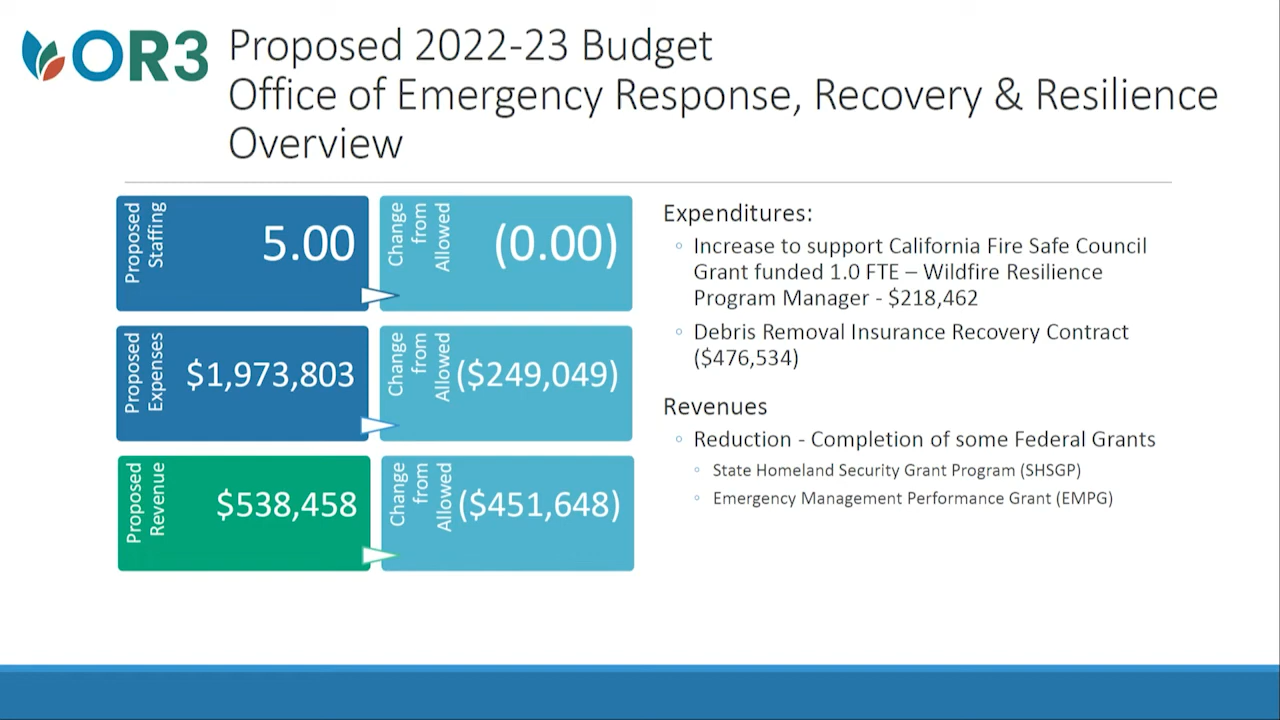 OR3
Proposed 2022-23 Budget
Office of Emergency Response, Recovery & Resilience
Overview
Proposed
Staffing
5.00
Change
from
Allowed
(0.00)
Proposed
Expenses
$1,973,803
Change
from
Allowed
($249,049)
Proposed
Revenue
$538,458
Change
from
Allowed
($451,648)
Expenditures:
◦ Increase to support California Fire Safe Council
Grant funded 1.0 FTE – Wildfire Resilience
Program Manager - $218,462
◦ Debris Removal Insurance Recovery Contract
($476,534)
Revenues
◦ Reduction - Completion of some Federal Grants
◦ State Homeland Security Grant Program (SHSGP)
◦ Emergency Management Performance Grant (EMPG)